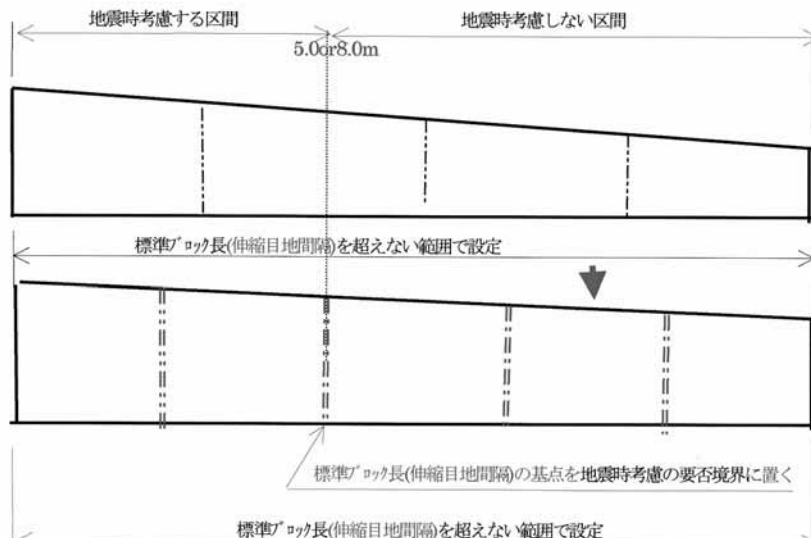 地震時考慮する区間
地震時考慮しない区間
5.0or8.0m
標準ブロック長(伸縮目地間隔)を超えない範囲で設定
標準ブロック長(伸縮目地間隔)の基点を地震時考慮の要否境界に置く
標準ブロック長(伸縮目地間隔)を超えない範囲で設定